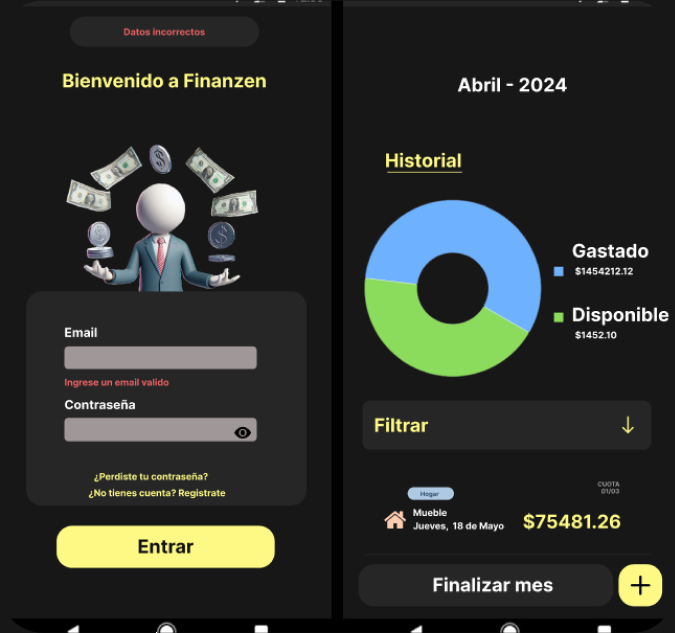 Datos incorrectos
Bienvenido a Finanzen
Email
Ingrese un email valido
Contraseña
¿Perdiste tu contraseña?
¿No tienes cuenta? Registrate
Entrar
Abril - 2024
Historial
Gastado
$1454212.12
Disponible
$1452.10
Filtrar
CUOTA
01/03
Hogar
Mueble
Jueves, 18 de Mayo
$75481.26
Finalizar mes